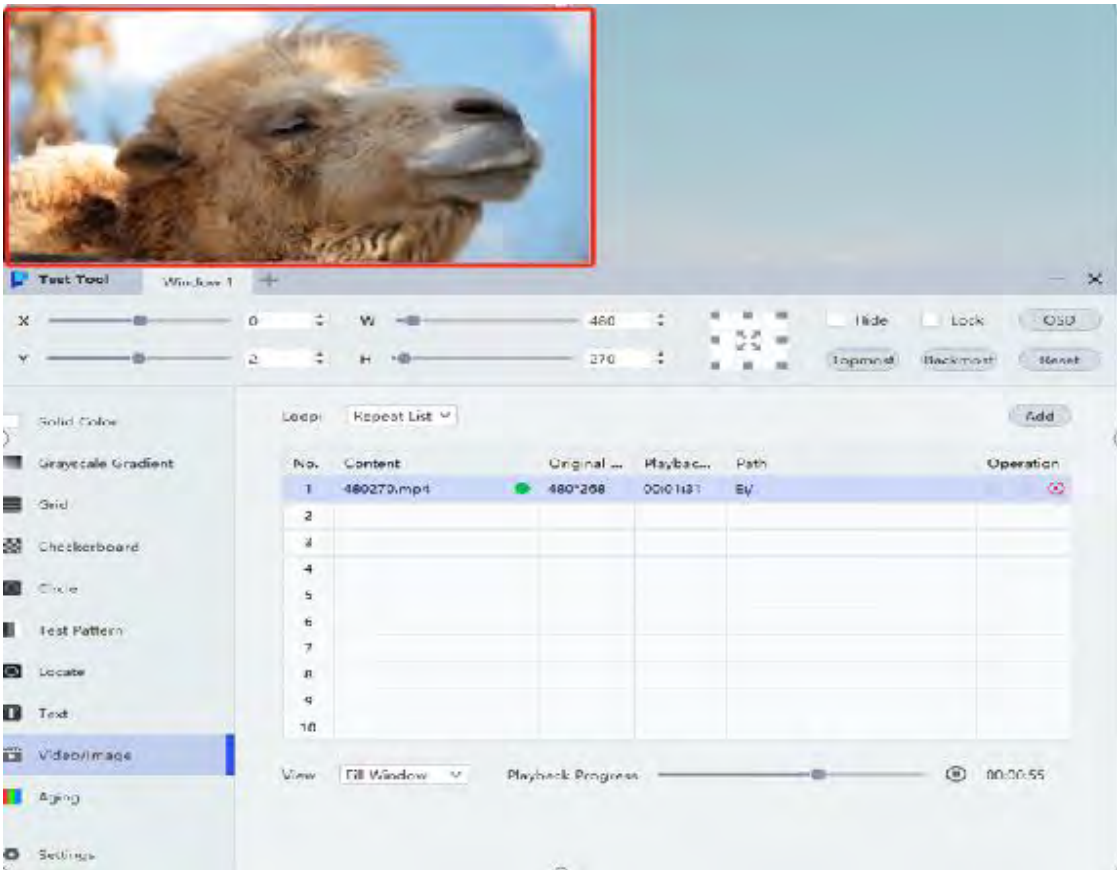 Test Tool Window 1
X 0 W 480 Hide Lock OSD
Y 2 H 270 Topmost Backmost Reset
Solid Color
Grayscale Gradient
Grid
Checkerboard
Circle
Test Pattern
Locate
Text
Video/Image
Aging
Settings
Loop: Repeat List Add
No. Content Original ... Playbac... Path Operation
1 480270.mp4 480*268 00:01:31
2
3
4
5
6
7
8
9
10
View Fill Window Playback Progress 00:00:55